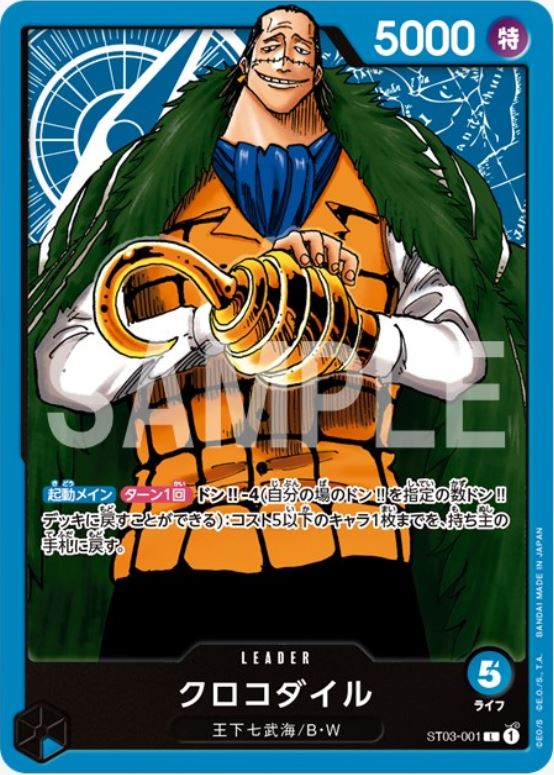 5000 特
SAMPLE
起動メイン ターン1回 ドン!!-4(自分の場のドン!!を指定の数ドン!!
デッキに戻すことができる):コスト5以下のキャラ1枚までを、持ち主の
手札に戻す。
LEADER
クロコダイル
王下七武海/B・W
5
ライフ
ST03-001 L 1
©E.O/S ©E.O./S., T.A. BANDAI MADE IN JAPAN